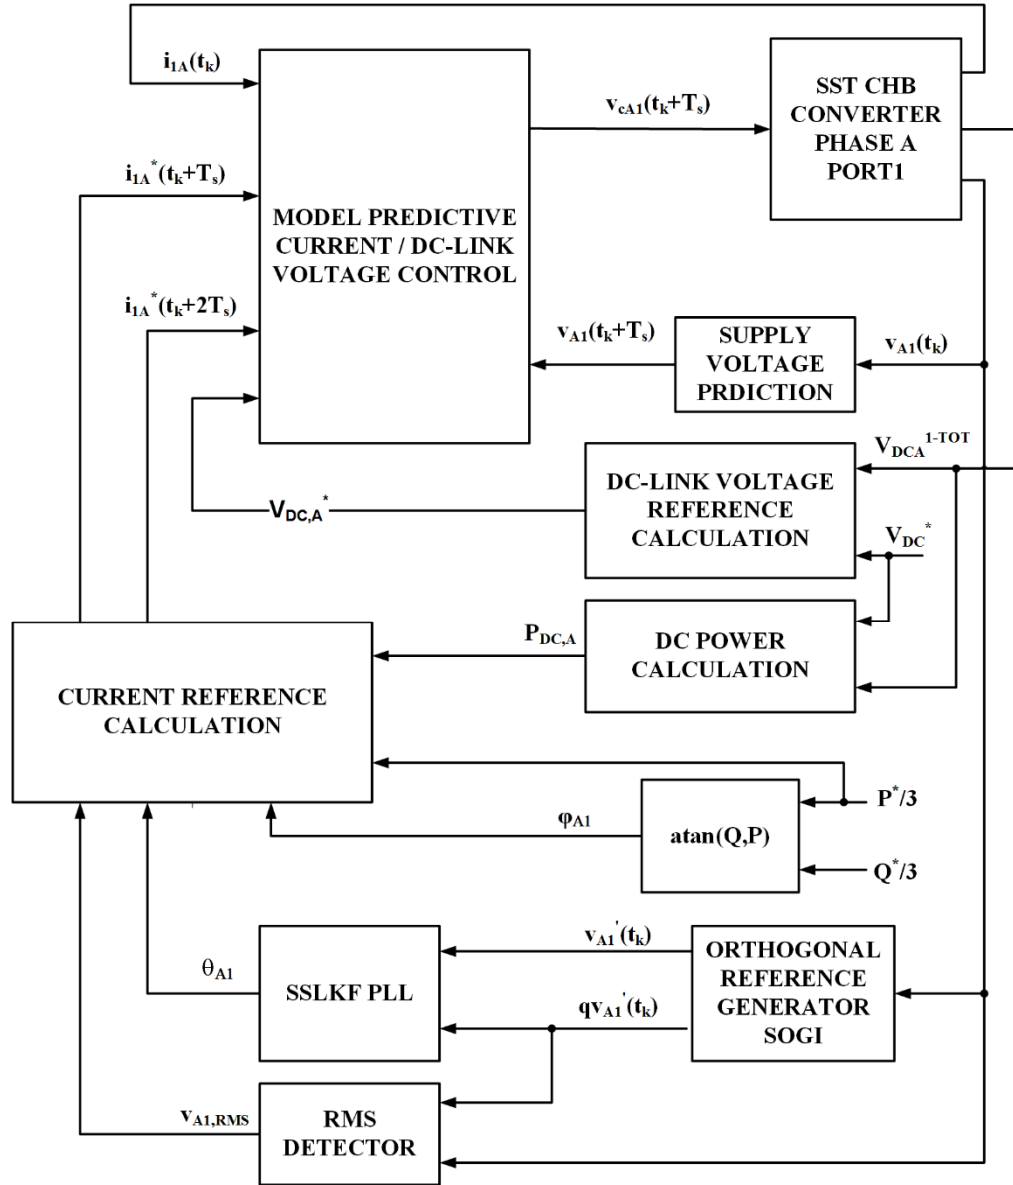 i1A(tk)
SST CHB
CONVERTER
PHASE A
PORT1
vcA1(tk+Ts)
i1A*(tk+Ts)
MODEL PREDICTIVE
CURRENT / DC-LINK
VOLTAGE CONTROL
i1A*(tk+2Ts)
vA1(tk+Ts)
SUPPLY
VOLTAGE
PRDICTION
vA1(tk)
VDCA1-TOT
DC-LINK VOLTAGE
REFERENCE
CALCULATION
VDC,A*
VDC*
PDC,A
DC POWER
CALCULATION
CURRENT REFERENCE
CALCULATION
φA1
atan(Q,P)
P*/3
Q*/3
vA1'(tk)
ORTHOGONAL
REFERENCE
GENERATOR
SOGI
θA1
SSLKF PLL
qvA1'(tk)
vA1,RMS
RMS
DETECTOR